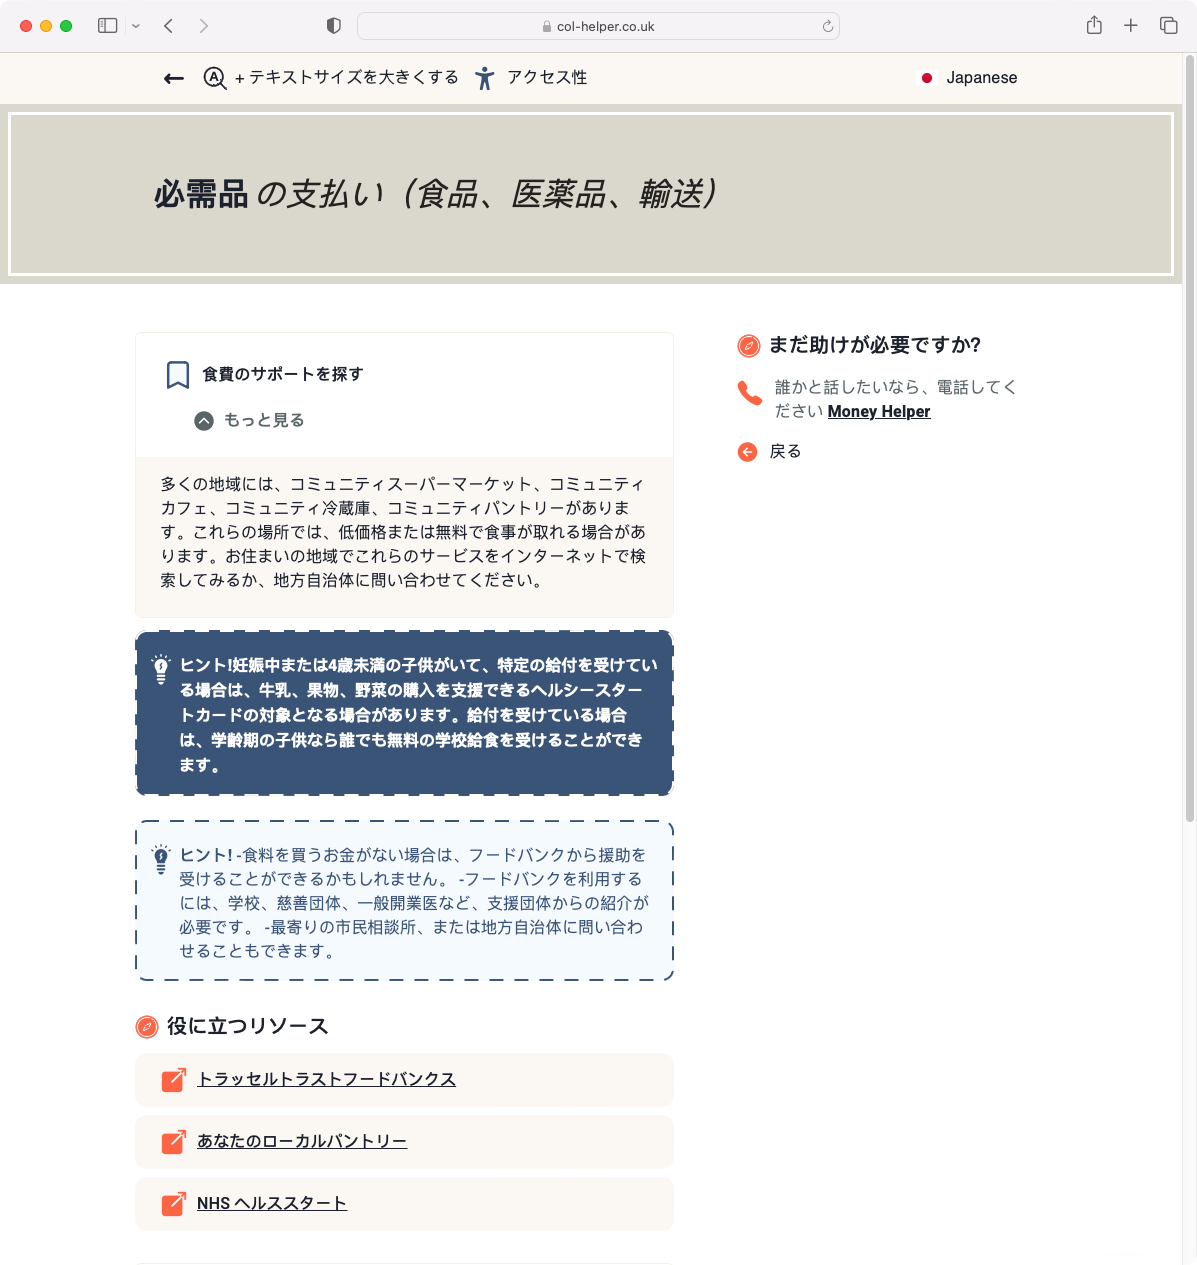 col-helper.co.uk
+ テキストサイズを大きくする
アクセス性
Japanese
必需品 の支払い（食品、医薬品、輸送）
食費のサポートを探す
もっと見る
多くの地域には、コミュニティスーパーマーケット、コミュニティ
カフェ、コミュニティ冷蔵庫、コミュニティパントリーがありま
す。これらの場所では、低価格または無料で食事が取れる場合があ
ります。お住まいの地域でこれらのサービスをインターネットで検
索してみるか、地方自治体に問い合わせてください。
ヒント!妊娠中または4歳未満の子供がいて、特定の給付を受けてい
る場合は、牛乳、果物、野菜の購入を支援できるヘルシースター
トカードの対象となる場合があります。給付を受けている場合
は、学齢期の子供なら誰でも無料の学校給食を受けることができ
ます。
ヒント! -食料を買うお金がない場合は、フードバンクから援助を
受けることができるかもしれません。 -フードバンクを利用する
には、学校、慈善団体、一般開業医など、支援団体からの紹介が
必要です。 -最寄りの市民相談所、または地方自治体に問い合わ
せることもできます。
役に立つリソース
トラッセルトラストフードバンクス
あなたのローカルパントリー
NHS ヘルススタート
まだ助けが必要ですか?
誰かと話したいなら、電話してく
ださい Money Helper
戻る